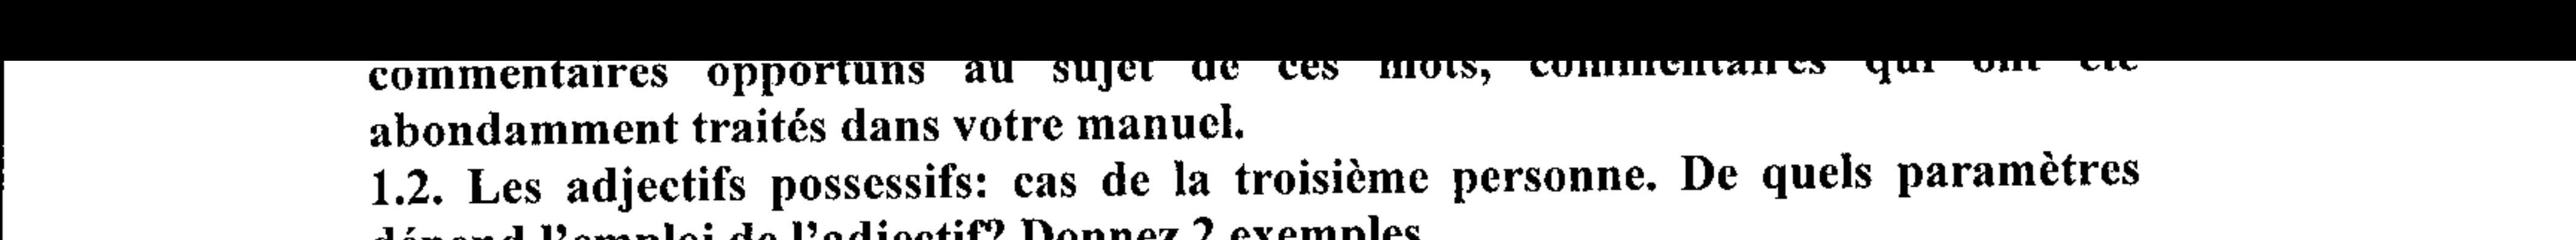 commentaires opportuns au sujet de ces mots, commentaires qui ont été
abondamment traités dans votre manuel.
1.2. Les adjectifs possessifs: cas de la troisième personne. De quels paramètres
dépend l'emploi de l'adjectif? Donnez 2 exemples